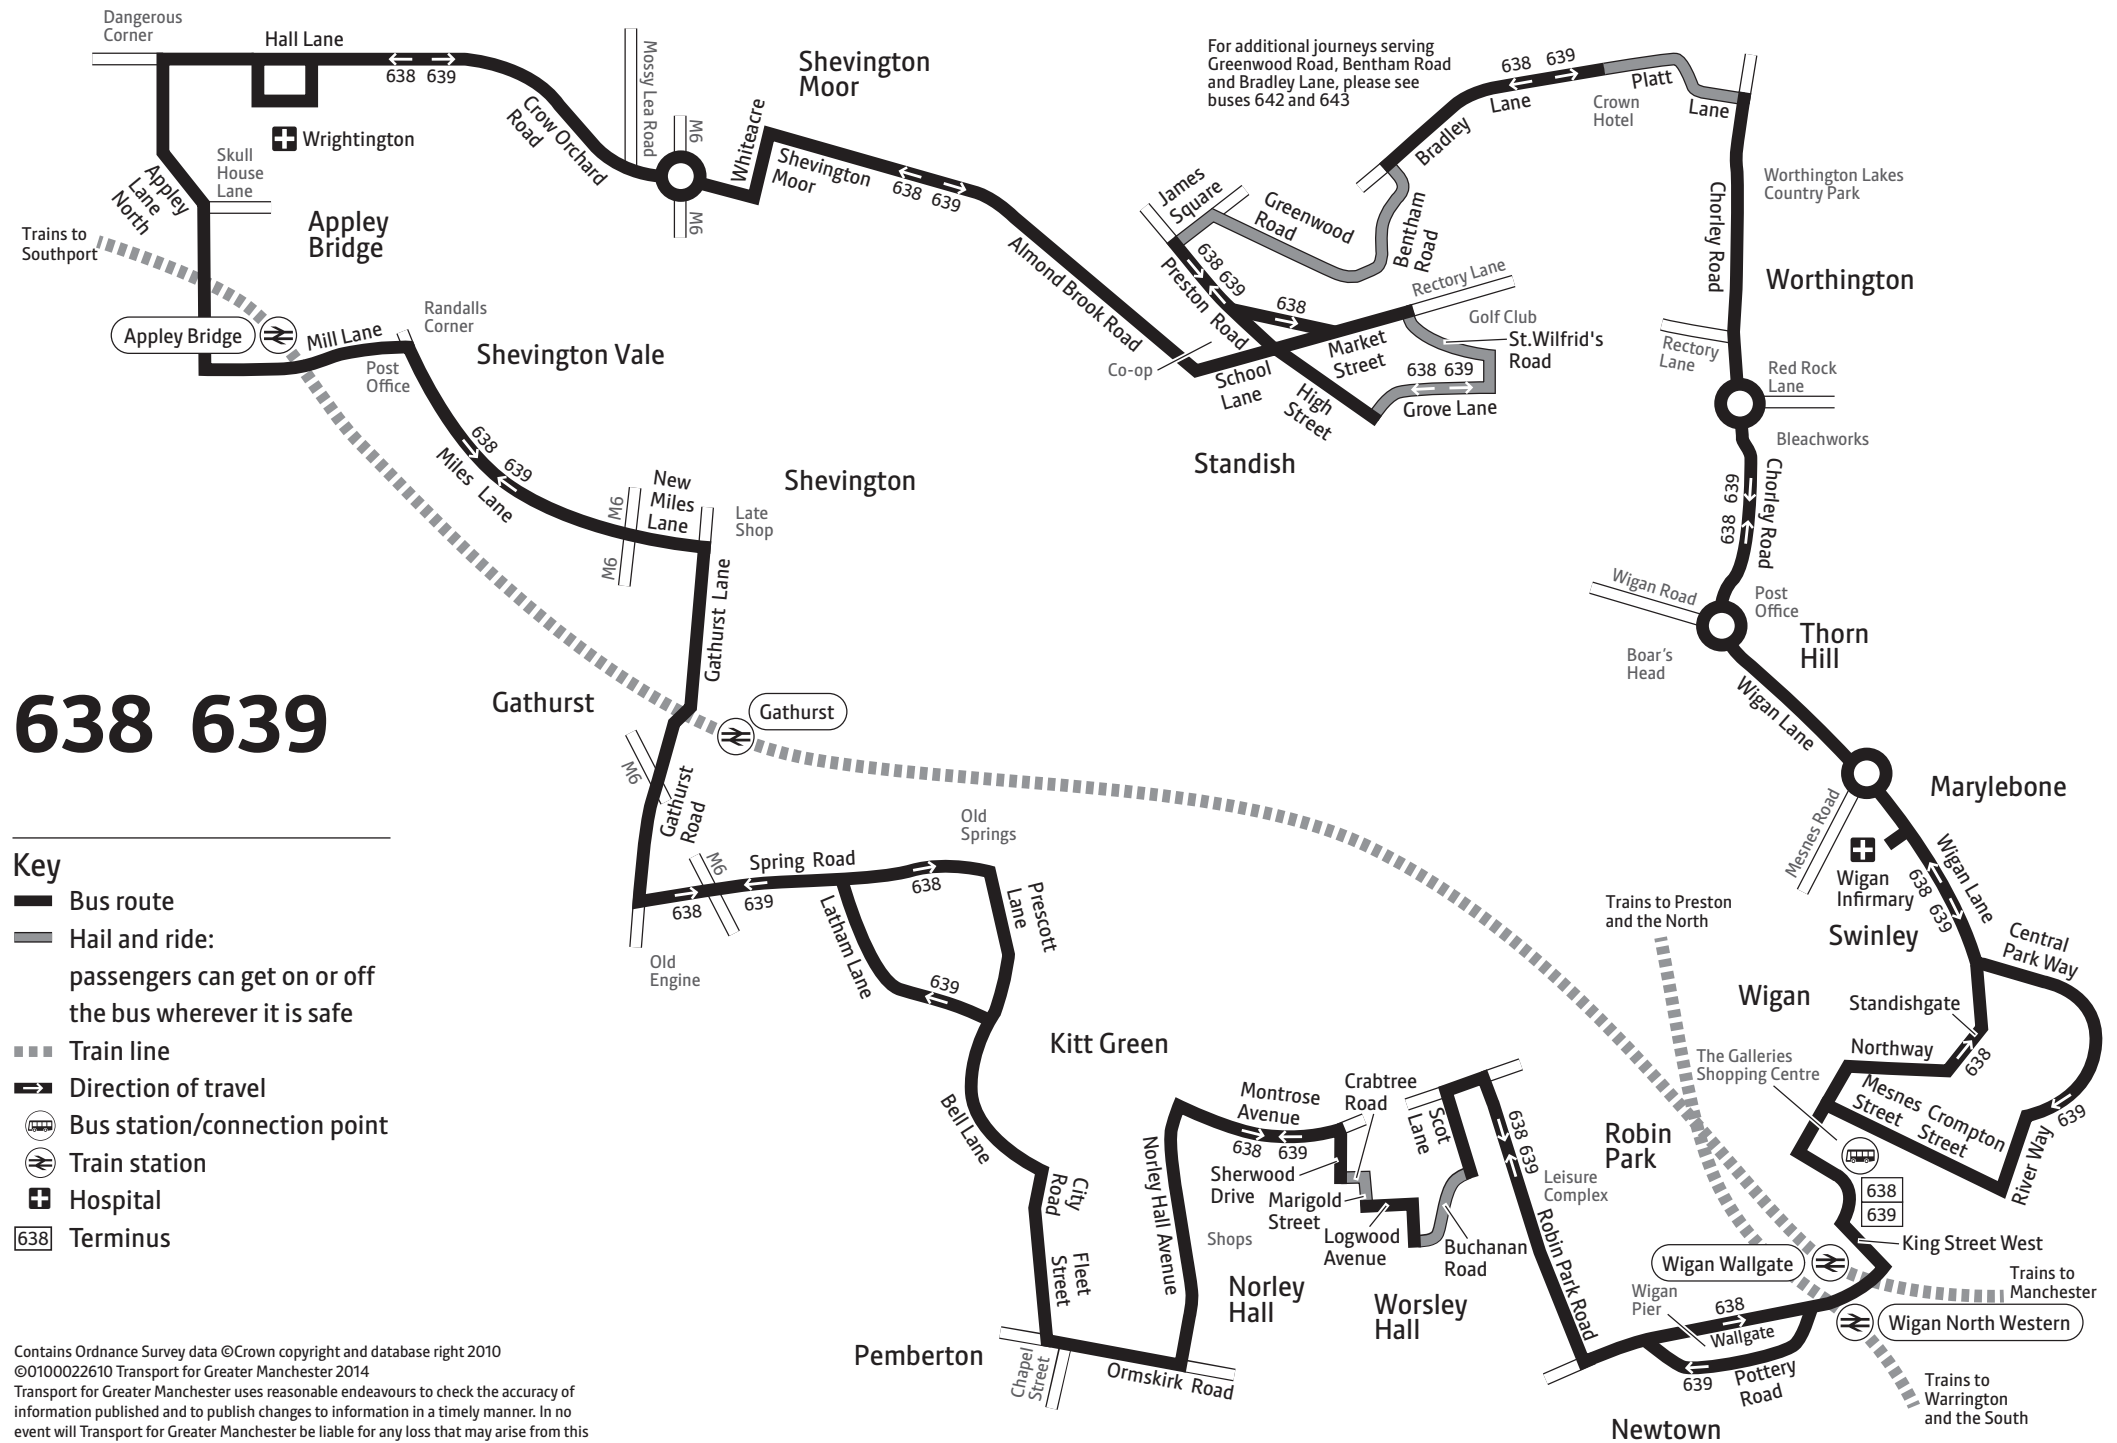 Dangerous
Corner
Hall Lane
638 639
Crow Orchard
Road
Mossy Lea Road
M6
M6
Whiteacre
Shevington
Moor
Shevington
Moor
638 639
Wrightington
Skull
House
Lane
Appley
Lane
North
Appley
Bridge
Trains to
Southport
Appley Bridge
Mill Lane
Randalls
Corner
Post
Office
Shevington Vale
638
639
Miles Lane
M6
M6
New
Miles
Lane
Late
Shop
Shevington
Gathurst Lane
Gathurst
Gathurst
M6
Gathurst
Road
Almond Brook Road
Co-op
School
Lane
For additional journeys serving
Greenwood Road, Bentham Road
and Bradley Lane, please see
buses 642 and 643
638 639
Bradley
Lane
Crown
Hotel
Platt
Lane
James
Square
Greenwood
Road
Bentham
Road
638 639
Preston Road
638
Rectory Lane
Golf Club
St.Wilfrid's
Road
Market
Street
638 639
Grove Lane
High
Street
Standish
Chorley Road
Worthington Lakes
Country Park
Worthington
Rectory
Lane
Red Rock
Lane
Bleachworks
638 639
Chorley Road
Wigan Road
Post
Office
Thorn
Hill
Boar's
Head
Wigan Lane
Marylebone
Mesnes Road
Wigan
Infirmary
Wigan Lane
638 639
Swinley
Central
Park Way
Trains to Preston
and the North
Wigan
Standishgate
Northway
638
The Galleries
Shopping Centre
Mesnes
Street
Crompton
Street
River Way
639
638
639
King Street West
Wigan Wallgate
Trains to
Manchester
Wigan North Western
Trains to
Warrington
and the South
Wigan
Pier
638
Wallgate
639
Pottery
Road
Newtown
Robin
Park
Leisure
Complex
638 639
Robin Park Road
Scot
Lane
Buchanan
Road
Worsley
Hall
Logwood
Avenue
Marigold
Street
Crabtree
Road
Sherwood
Drive
Montrose
Avenue
638 639
Norley Hall Avenue
Shops
Norley
Hall
Ormskirk Road
Chapel
Street
Pemberton
Fleet
Street
City
Road
Bell Lane
Kitt Green
639
Latham Lane
Prescott
Lane
Old
Springs
638
Spring Road
M6
638
639
Old
Engine
638 639
Key
Bus route
Hail and ride:
passengers can get on or off
the bus wherever it is safe
Train line
Direction of travel
Bus station/connection point
Train station
Hospital
638 Terminus
Contains Ordnance Survey data ©Crown copyright and database right 2010
©0100022610 Transport for Greater Manchester 2014
Transport for Greater Manchester uses reasonable endeavours to check the accuracy of
information published and to publish changes to information in a timely manner. In no
event will Transport for Greater Manchester be liable for any loss that may arise from this